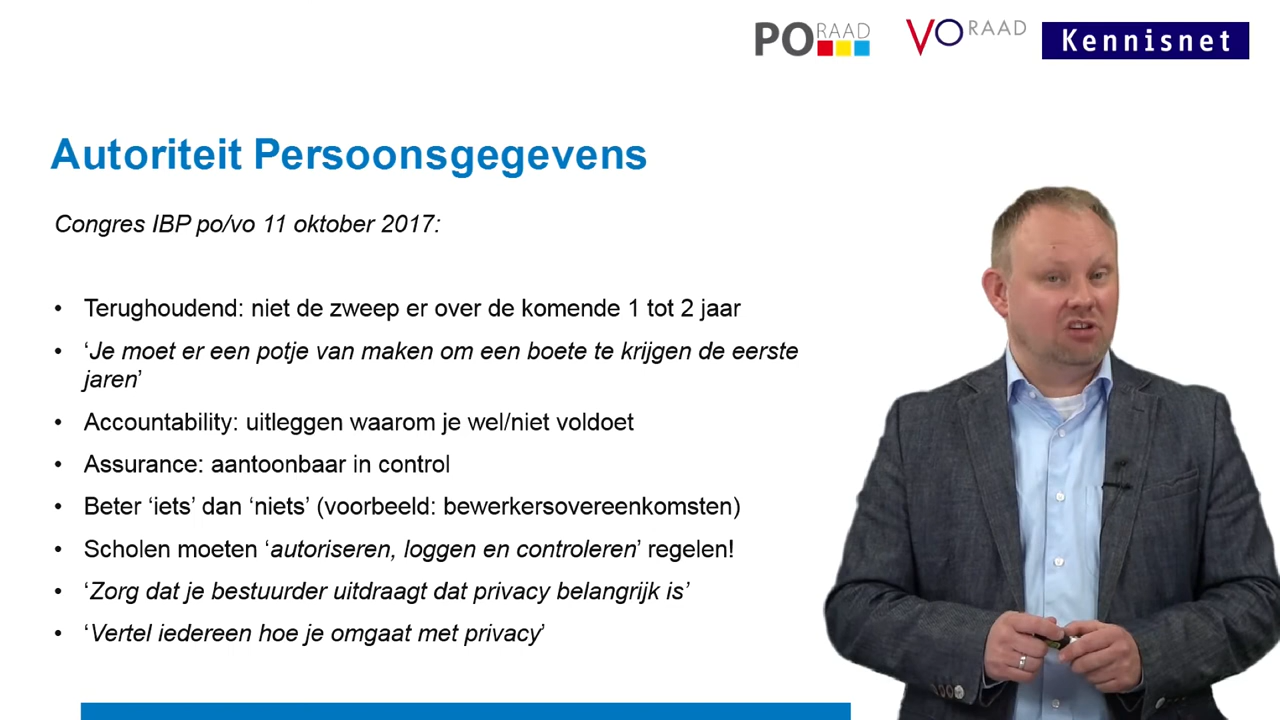 PO RAAD
VO RAAD
Kennisnet
Autoriteit Persoonsgegevens
Congres IBP po/vo 11 oktober 2017:
• Terughoudend: niet de zweep er over de komende 1 tot 2 jaar
• ‘Je moet er een potje van maken om een boete te krijgen de eerste
jaren’
• Accountability: uitleggen waarom je wel/niet voldoet
• Assurance: aantoonbaar in control
• Beter ‘iets’ dan ‘niets’ (voorbeeld: bewerkersovereenkomsten)
• Scholen moeten ‘autoriseren, loggen en controleren’ regelen!
• ‘Zorg dat je bestuurder uitdraagt dat privacy belangrijk is’
• ‘Vertel iedereen hoe je omgaat met privacy’